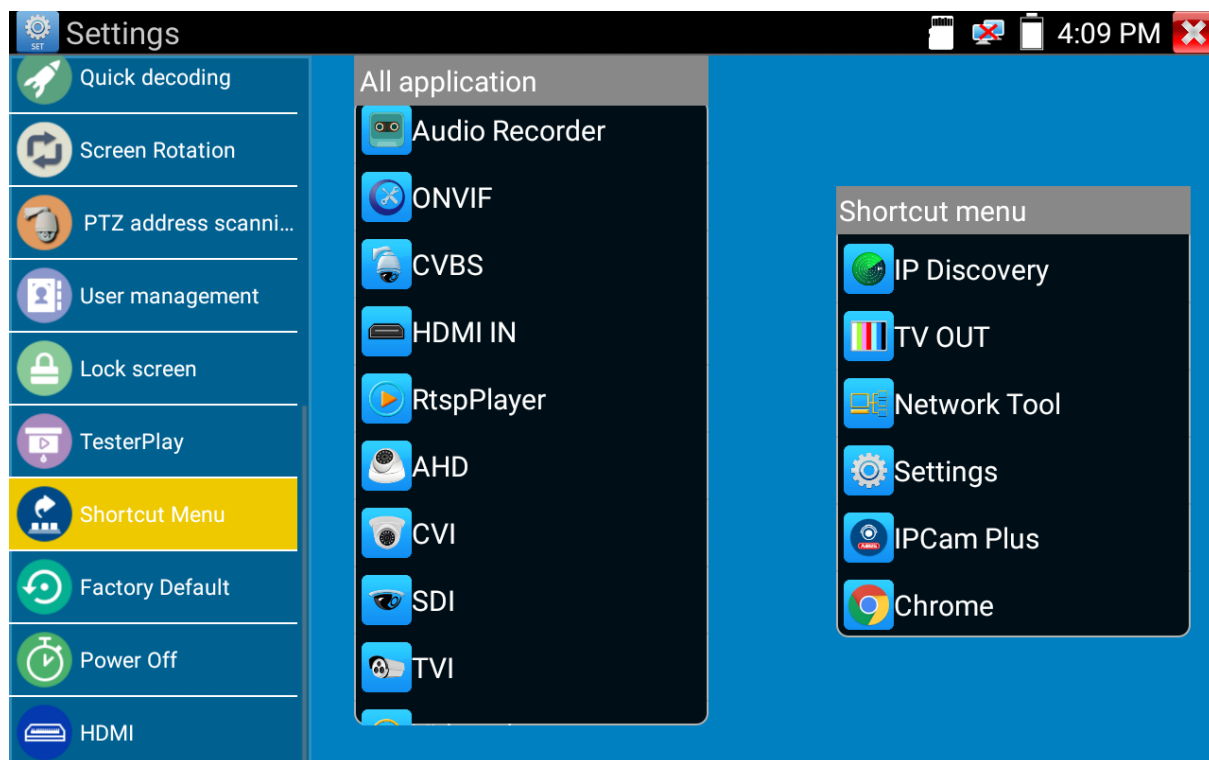 Settings
4:09 PM
SET
Quick decoding
Screen Rotation
PTZ address scanni...
User management
Lock screen
TesterPlay
Shortcut Menu
Factory Default
Power Off
HDMI
All application
Audio Recorder
ONVIF
CVBS
HDMI IN
RtspPlayer
AHD
CVI
SDI
TVI
Shortcut menu
IP Discovery
TV OUT
Network Tool
Settings
IPCam Plus
Chrome